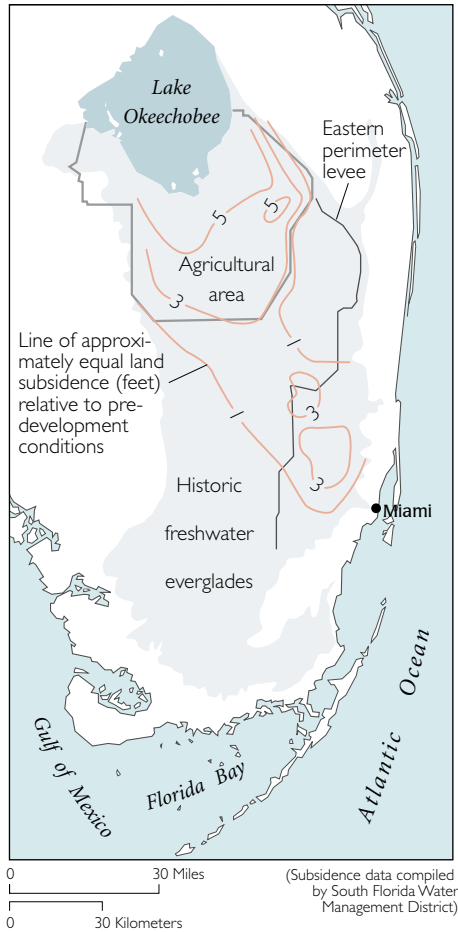 Lake
Okeechobee
Eastern
perimeter
levee
5
5
Agricultural
area
3
Line of approxi-
mately equal land
subsidence (feet)
relative to pre-
development
conditions
1
1
3
3
Historic
freshwater
everglades
Miami
Gulf of Mexico
Florida Bay
Atlantic Ocean
0 30 Miles
0 30 Kilometers
(Subsidence data compiled
by South Florida Water
Management District)